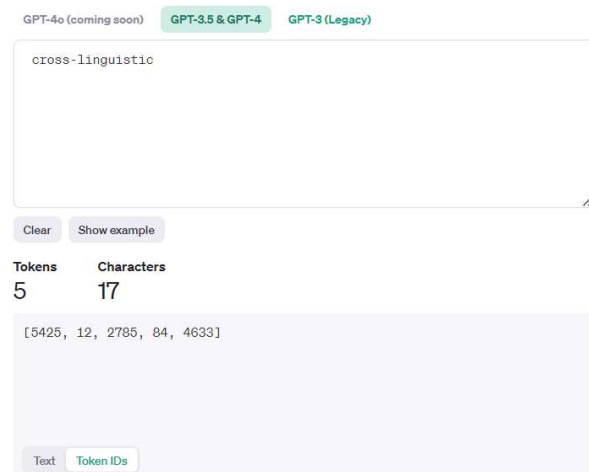 GPT-4o (coming soon) GPT-3.5 & GPT-4 GPT-3 (Legacy)
cross-linguistic
Clear Show example
Tokens Characters
5 17
[5425, 12, 2785, 84, 4633]
Text Token IDs